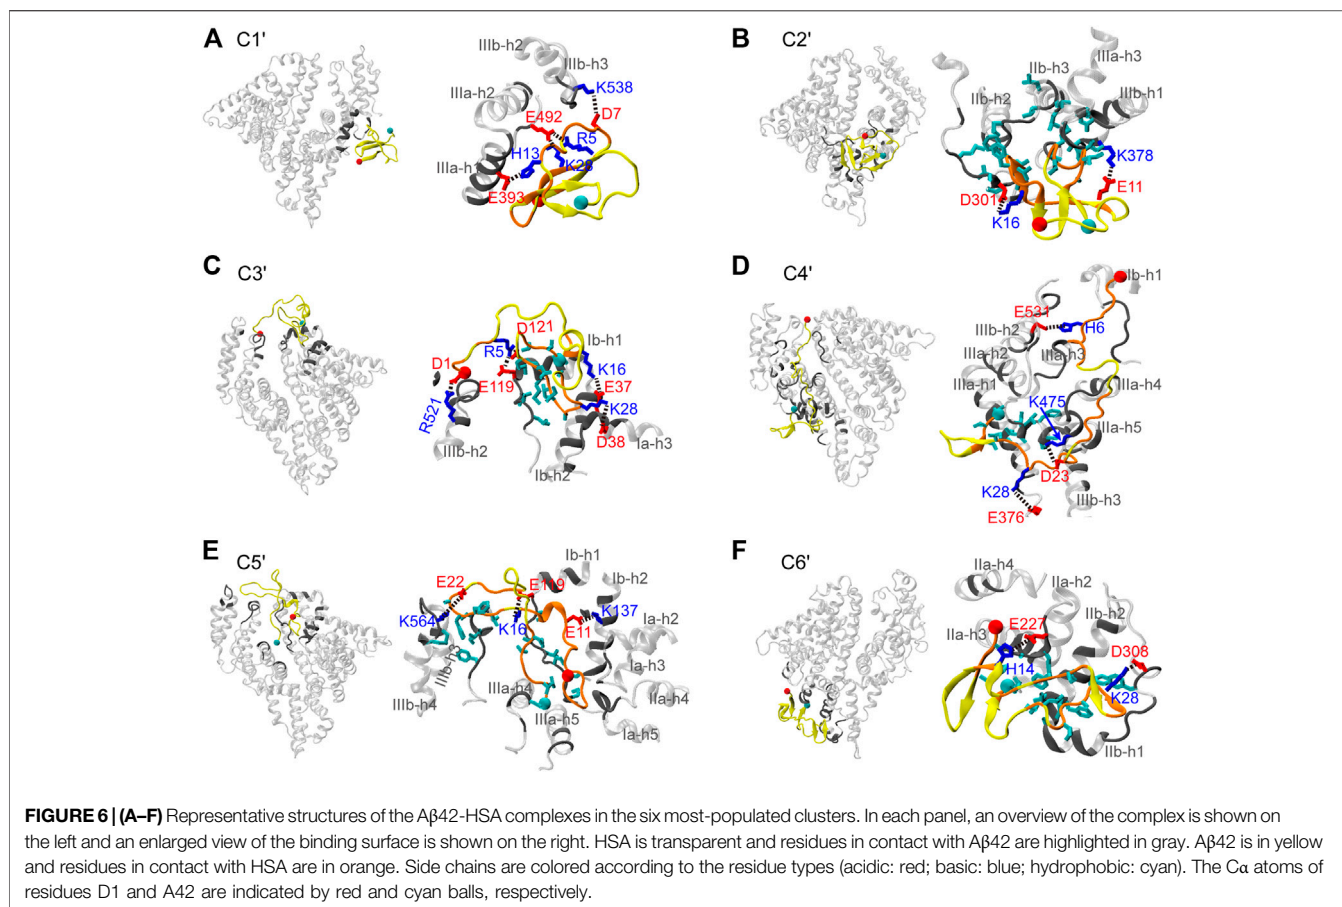 A C1'
IIIb-h2
IIIb-h3
IIIa-h2
K538
E492
D7
R5
H13
IIIa-h1
K28
E393
B C2'
IIIa-h3
IIb-h3
IIb-h2
IIIb-h1
K378
D301
E11
K16
C C3'
D121
Ib-h1
R5
D1
K16
E119
E37
K28
R521
D38
IIIb-h2
Ia-h3
Ib-h2
D C4'
Ib-h1
E531
IIIb-h2
H6
IIIa-h2
IIIa-h3
IIIa-h1
IIIa-h4
K475
IIIa-h5
D23
K28
IIIb-h3
E376
E C5'
Ib-h1
E22
E119
Ib-h2
K564
K16
K137
E11
Ia-h2
IIIb-h3
Ia-h3
IIIa-h4
IIa-h4
IIIb-h4
IIIa-h5
Ia-h5
F C6'
IIa-h4
IIa-h2
IIb-h2
E227
IIa-h3
D308
H14
K28
IIb-h1
FIGURE 6 | (A–F) Representative structures of the Aβ42-HSA complexes in the six most-populated clusters. In each panel, an overview of the complex is shown on
the left and an enlarged view of the binding surface is shown on the right. HSA is transparent and residues in contact with Aβ42 are highlighted in gray. Aβ42 is in yellow
and residues in contact with HSA are in orange. Side chains are colored according to the residue types (acidic: red; basic: blue; hydrophobic: cyan). The Cα atoms of
residues D1 and A42 are indicated by red and cyan balls, respectively.